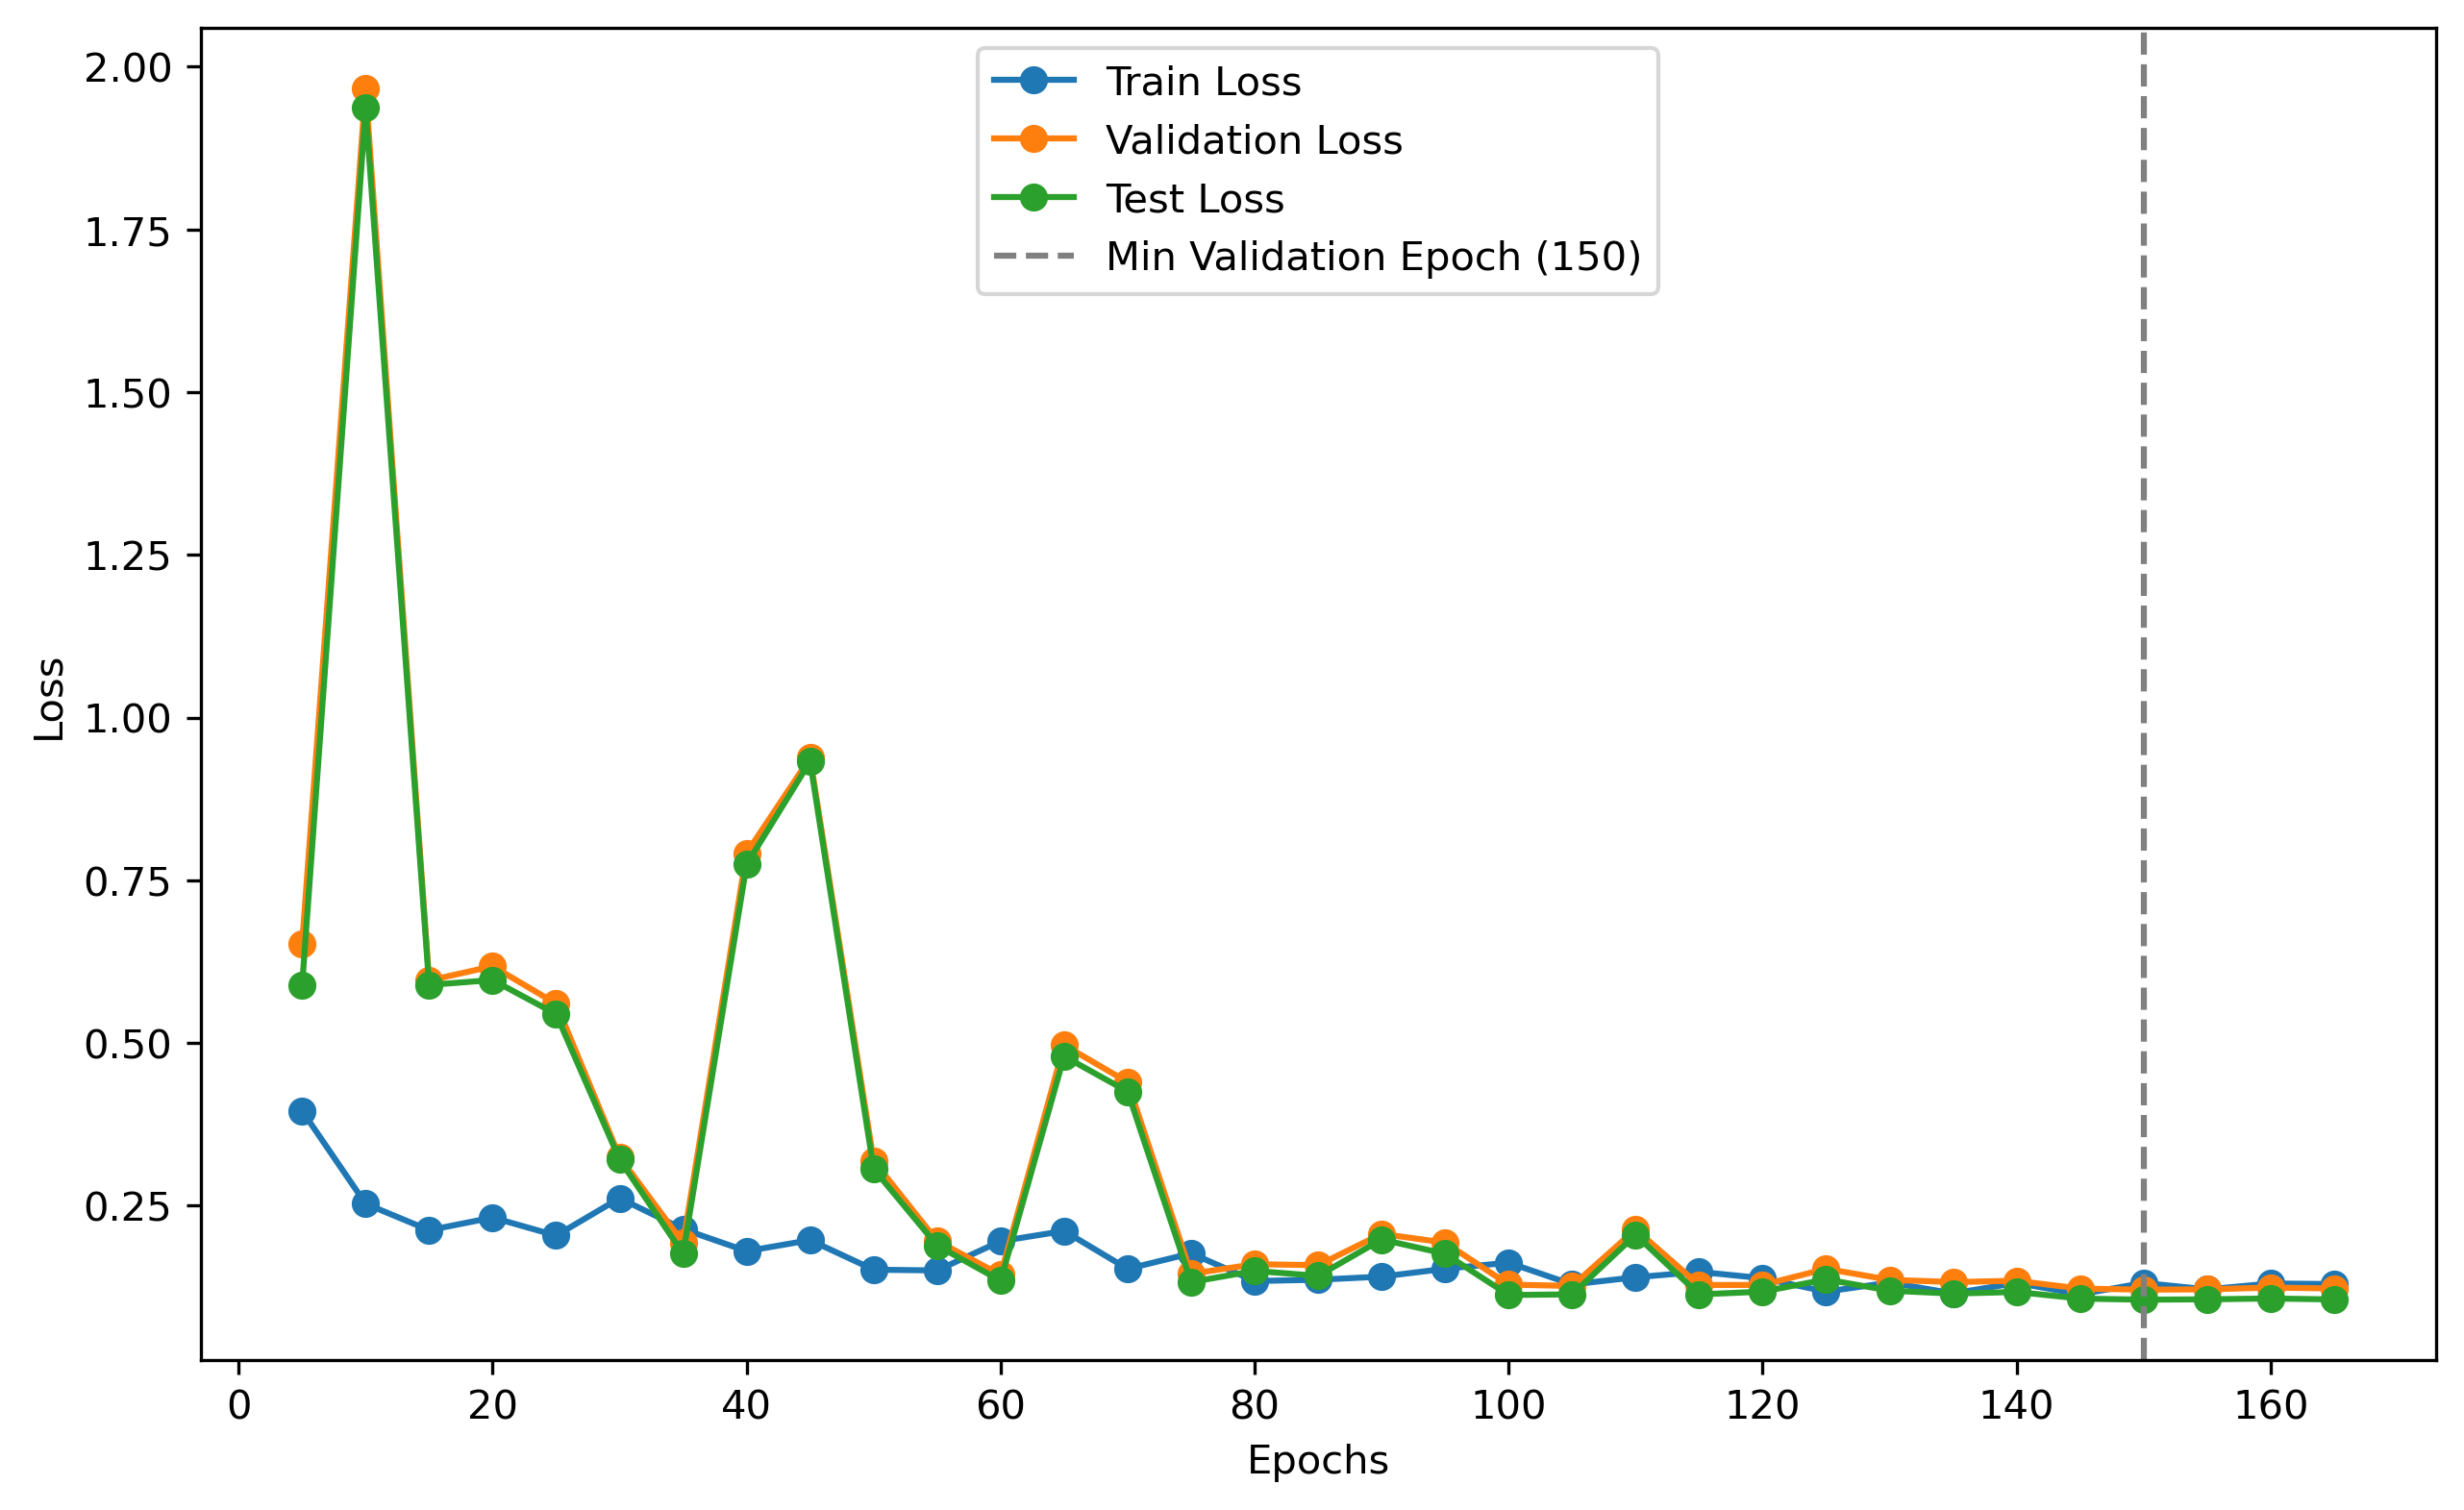 2.00
1.75
1.50
1.25
1.00
0.75
0.50
0.25
Loss
Train Loss
Validation Loss
Test Loss
Min Validation Epoch (150)
0 20 40 60 80 100 120 140 160
Epochs